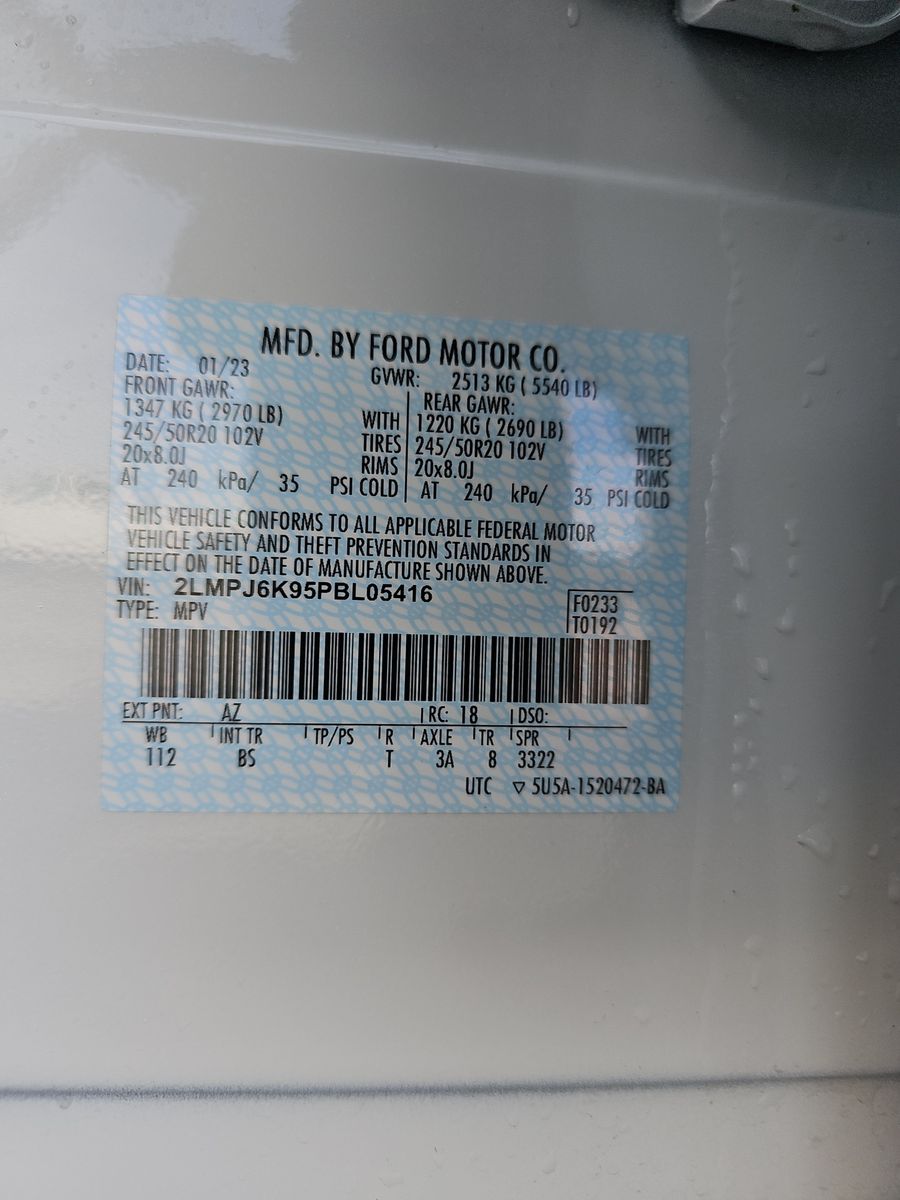 MFD. BY FORD MOTOR CO.
DATE: 01/23 GVWR: 2513 KG ( 5540 LB)
FRONT GAWR: REAR GAWR:
1347 KG ( 2970 LB) WITH 1220 KG ( 2690 LB) WITH
245/50R20 102V TIRES 245/50R20 102V TIRES
20x8.0J RIMS 20x8.0J RIMS
AT 240 kPa/ 35 PSI COLD AT 240 kPa/ 35 PSI COLD
THIS VEHICLE CONFORMS TO ALL APPLICABLE FEDERAL MOTOR
VEHICLE SAFETY AND THEFT PREVENTION STANDARDS IN
EFFECT ON THE DATE OF MANUFACTURE SHOWN ABOVE.
VIN: 2LMPJ6K95PBL05416 F0233
TYPE: MPV T0192
EXT PNT: AZ RC: 18 DSO:
WB INT TR TP/PS R AXLE TR SPR
112 BS T 3A 8 3322
UTC ▽ 5U5A-1520472-BA